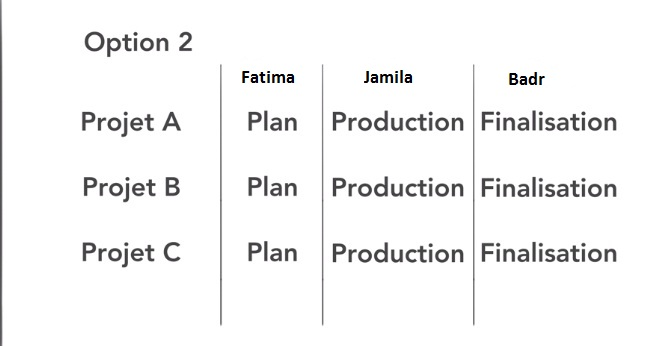 Option 2
Fatima Jamila Badr
Projet A Plan Production Finalisation
Projet B Plan Production Finalisation
Projet C Plan Production Finalisation